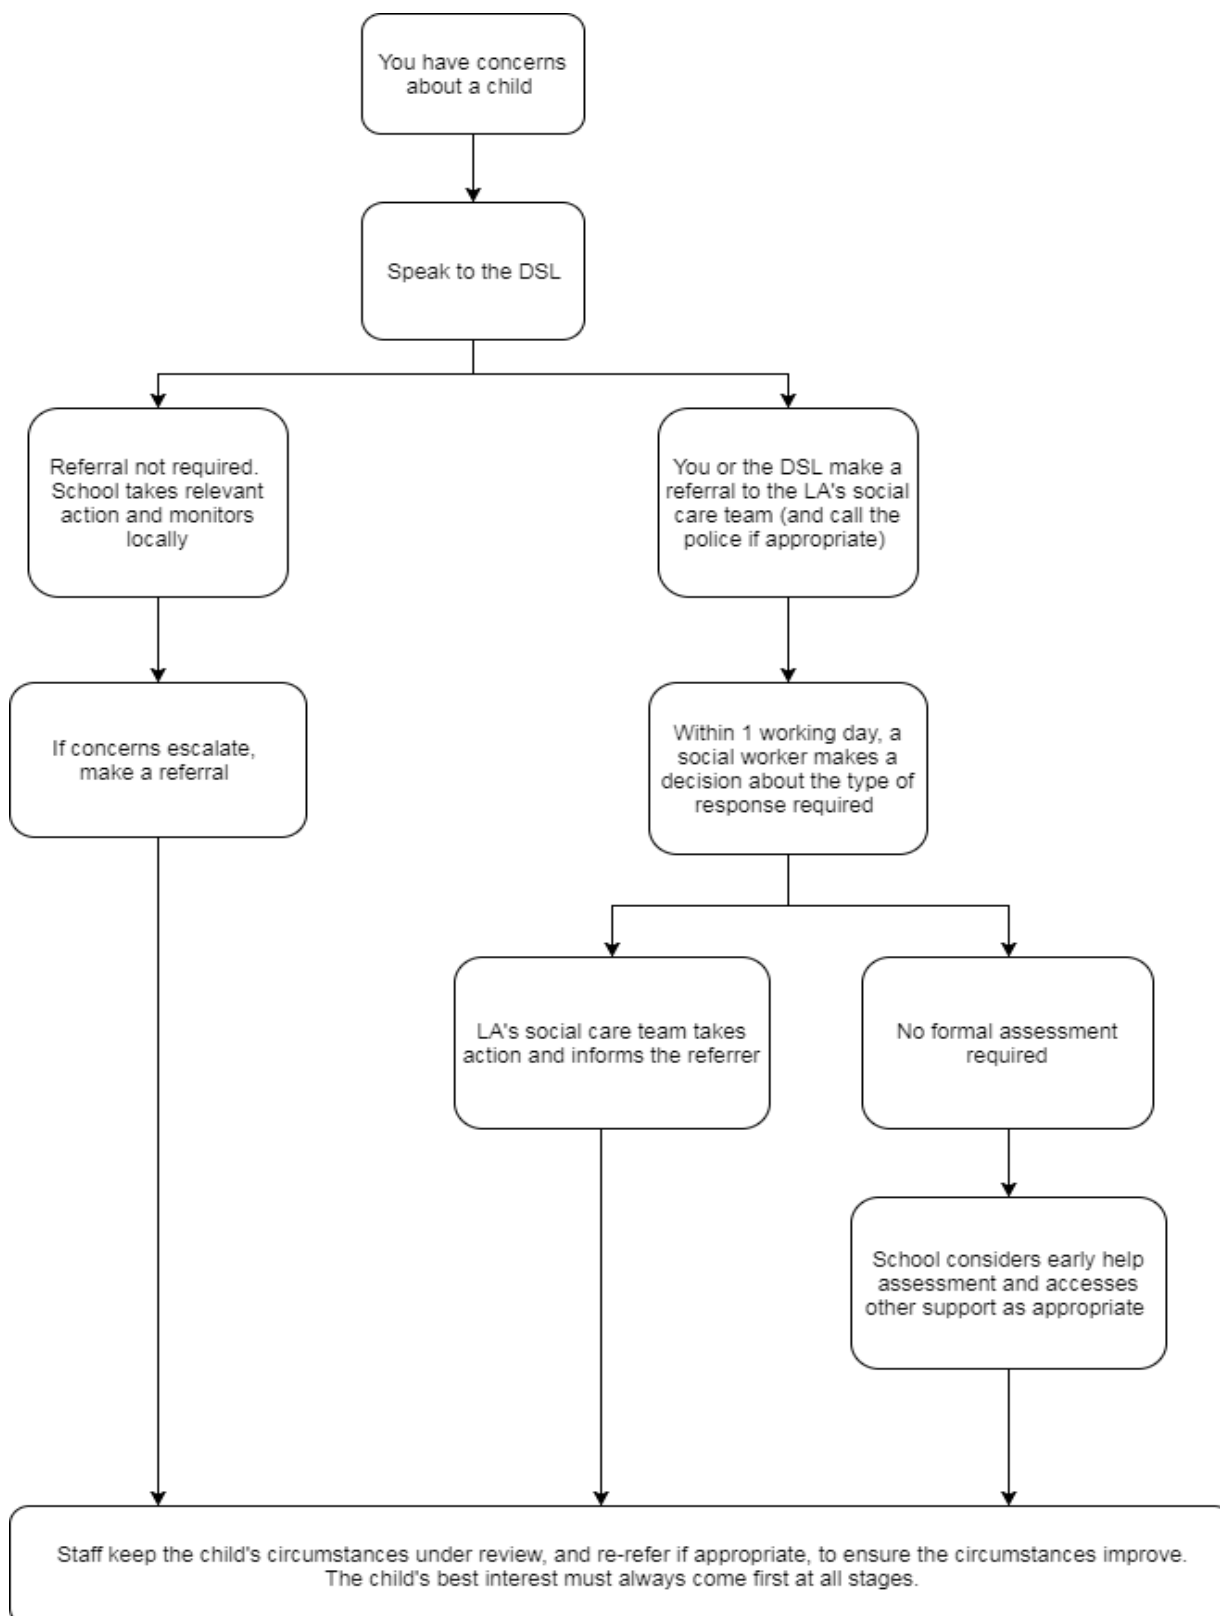 You have concerns
about a child
Speak to the DSL
Referral not required.
School takes relevant
action and monitors
locally
You or the DSL make a
referral to the LA's social
care team (and call the
police if appropriate)
If concerns escalate,
make a referral
Within 1 working day, a
social worker makes a
decision about the type of
response required
LA's social care team takes
action and informs the referrer
No formal assessment
required
School considers early help
assessment and accesses
other support as appropriate
Staff keep the child's circumstances under review, and re-refer if appropriate, to ensure the circumstances improve.
The child's best interest must always come first at all stages.